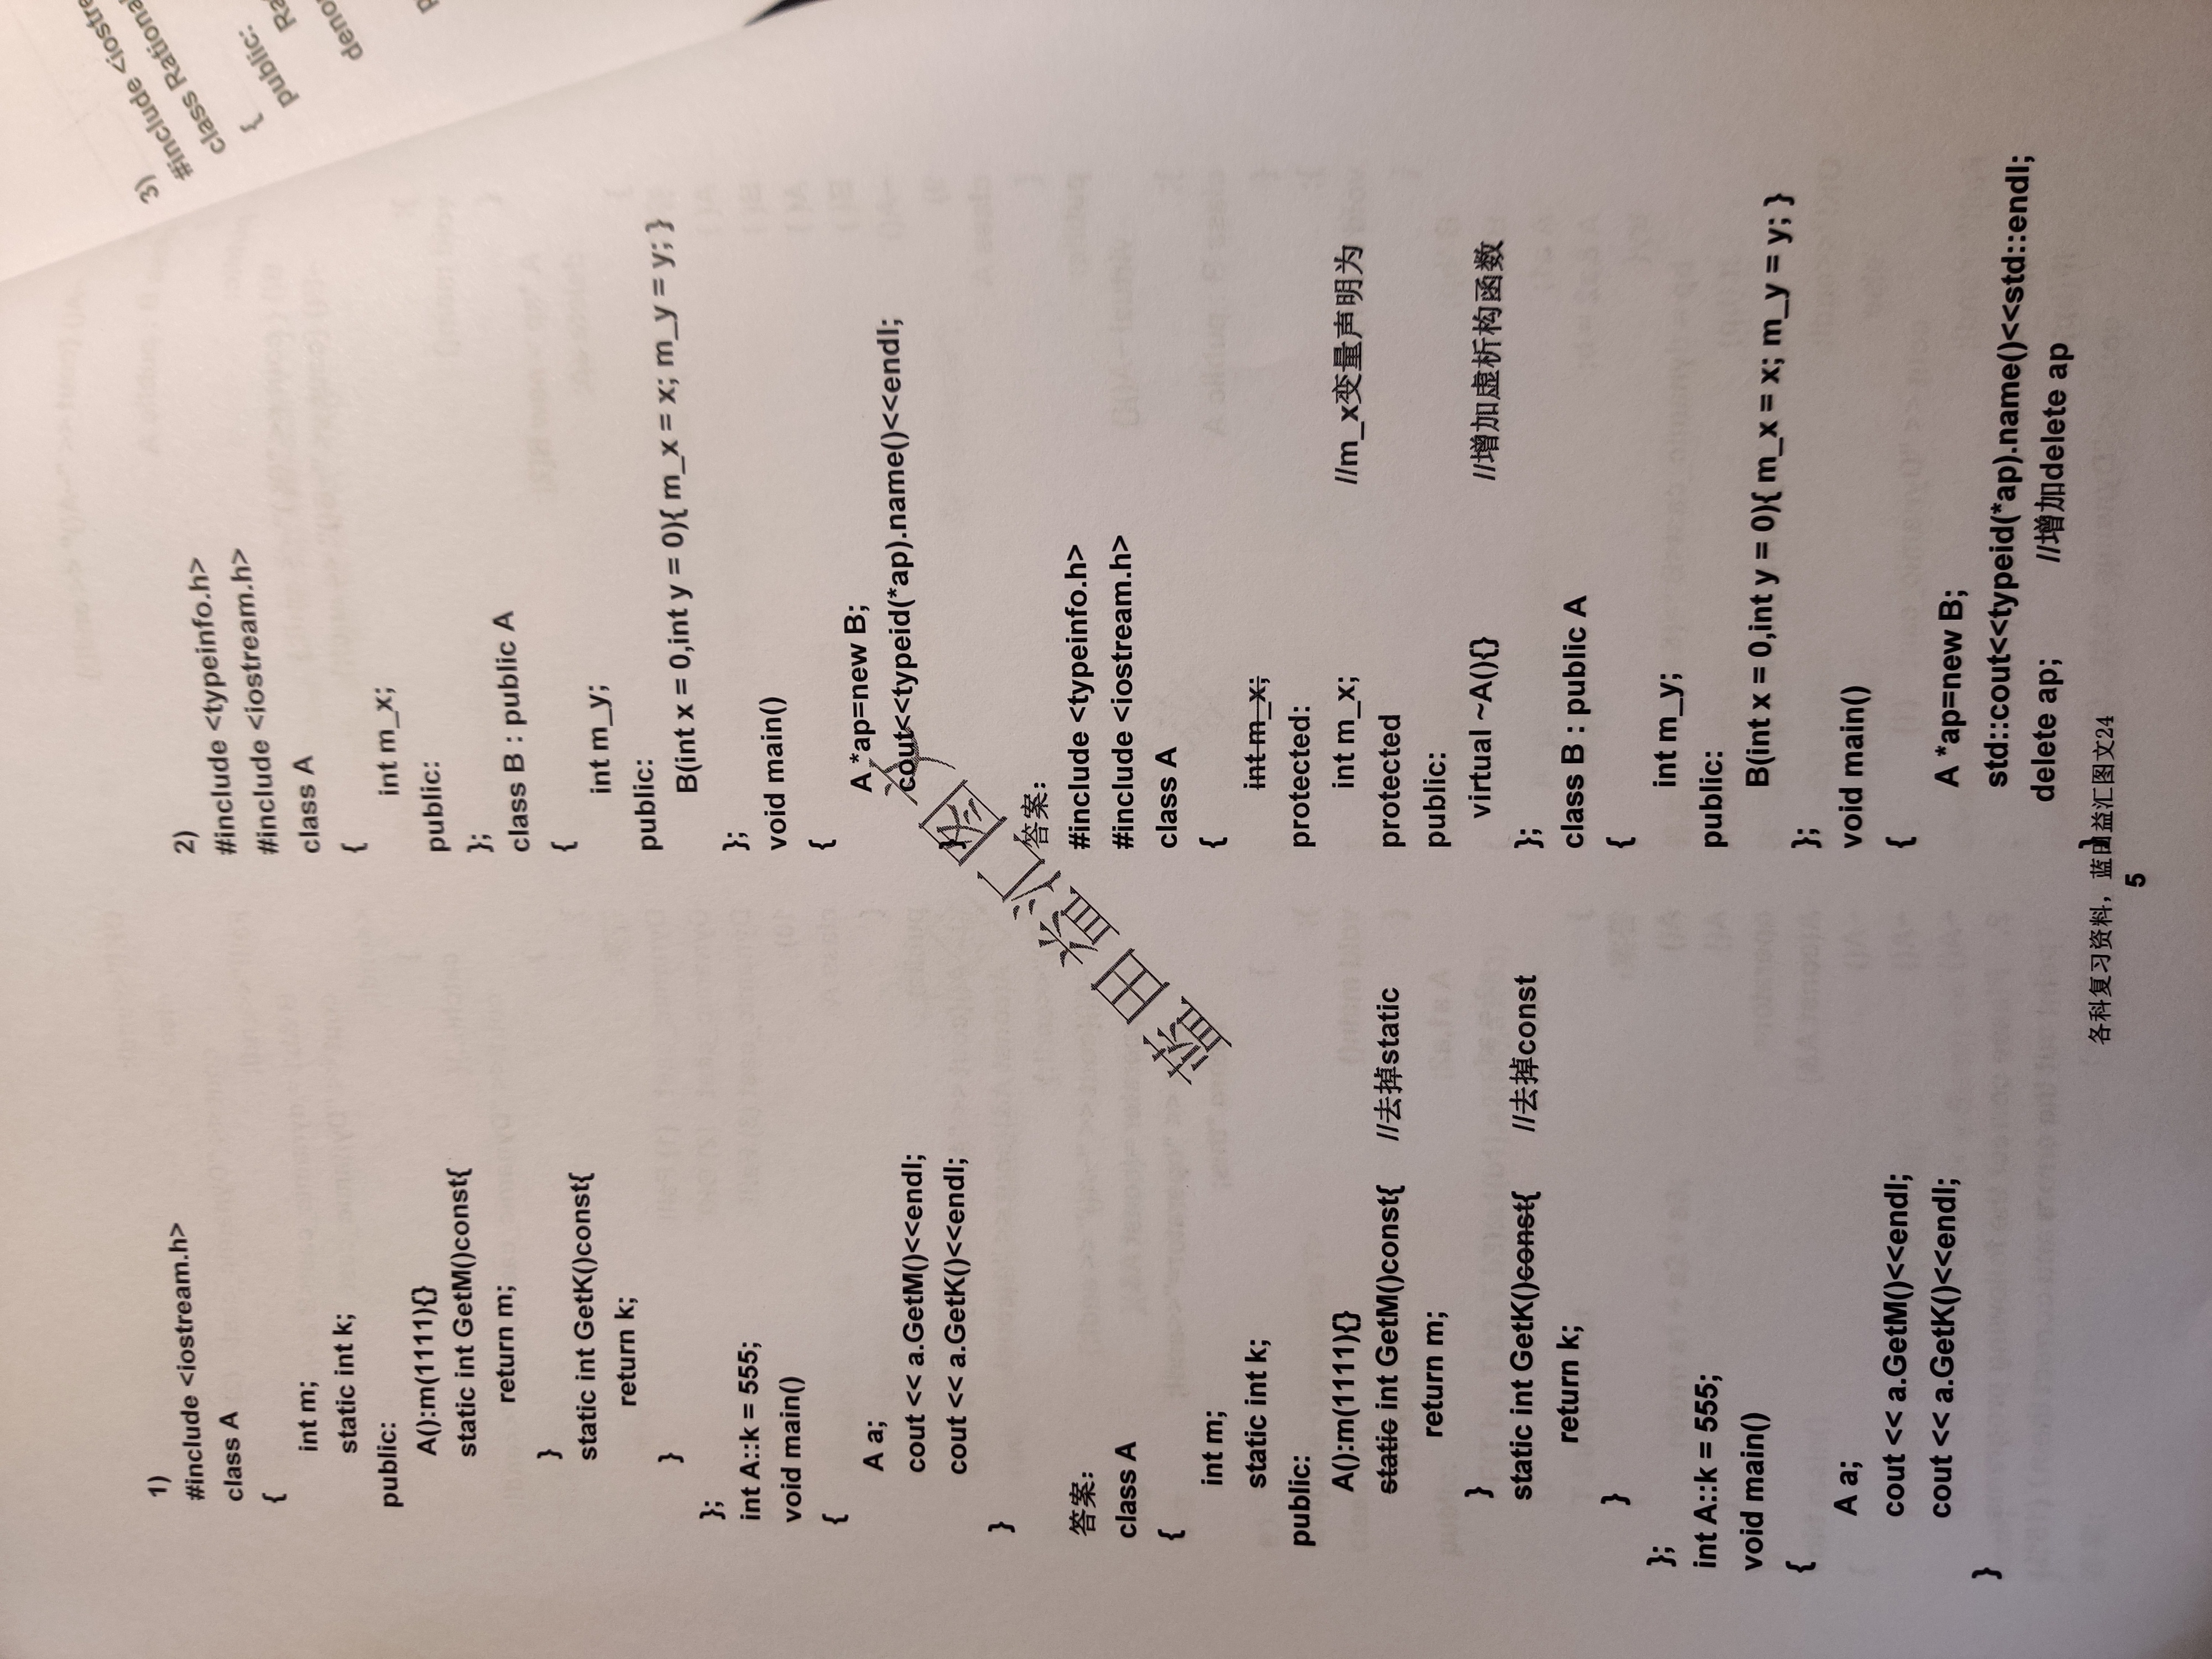 1)
#include <iostream.h>
class A
{
int m;
static int k;
public:
A():m(1111){}
static int GetM()const{
return m;
}
static int GetK()const{
return k;
}
};
int A::k = 555;
void main()
{
A a;
cout << a.GetM()<<endl;
cout << a.GetK()<<endl;
}
答案:
class A
{
int m;
static int k;
public:
A():m(1111){}
static int GetM()const{ //去掉static
return m;
}
static int GetK()const{ //去掉const
return k;
}
};
int A::k = 555;
void main()
{
A a;
cout << a.GetM()<<endl;
cout << a.GetK()<<endl;
}
2)
#include <typeinfo.h>
#include <iostream.h>
class A
{
int m_x;
public:
};
class B : public A
{
int m_y;
public:
B(int x = 0,int y = 0){ m_x = x; m_y = y; }
};
void main()
{
A *ap=new B;
cout<<typeid(*ap).name()<<endl;
答案:
#include <typeinfo.h>
#include <iostream.h>
class A
{
int m_x;
protected:
int m_x; //m_x变量声明为
protected
public:
virtual ~A(){} //增加虚析构函数
};
class B : public A
{
int m_y;
public:
B(int x = 0,int y = 0){ m_x = x; m_y = y; }
};
void main()
{
A *ap=new B;
std::cout<<typeid(*ap).name()<<std::endl;
delete ap; //增加delete ap
}
各科复习资料，蓝田益汇图文24
5
蓝田益汇图文
3)
#include <iostre
class Rational
{
public:
Ra
deno